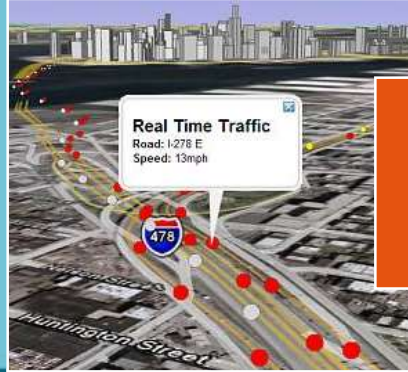 Real Time Traffic
Road: I-278 E
Speed: 13mph
478
Huntington Street